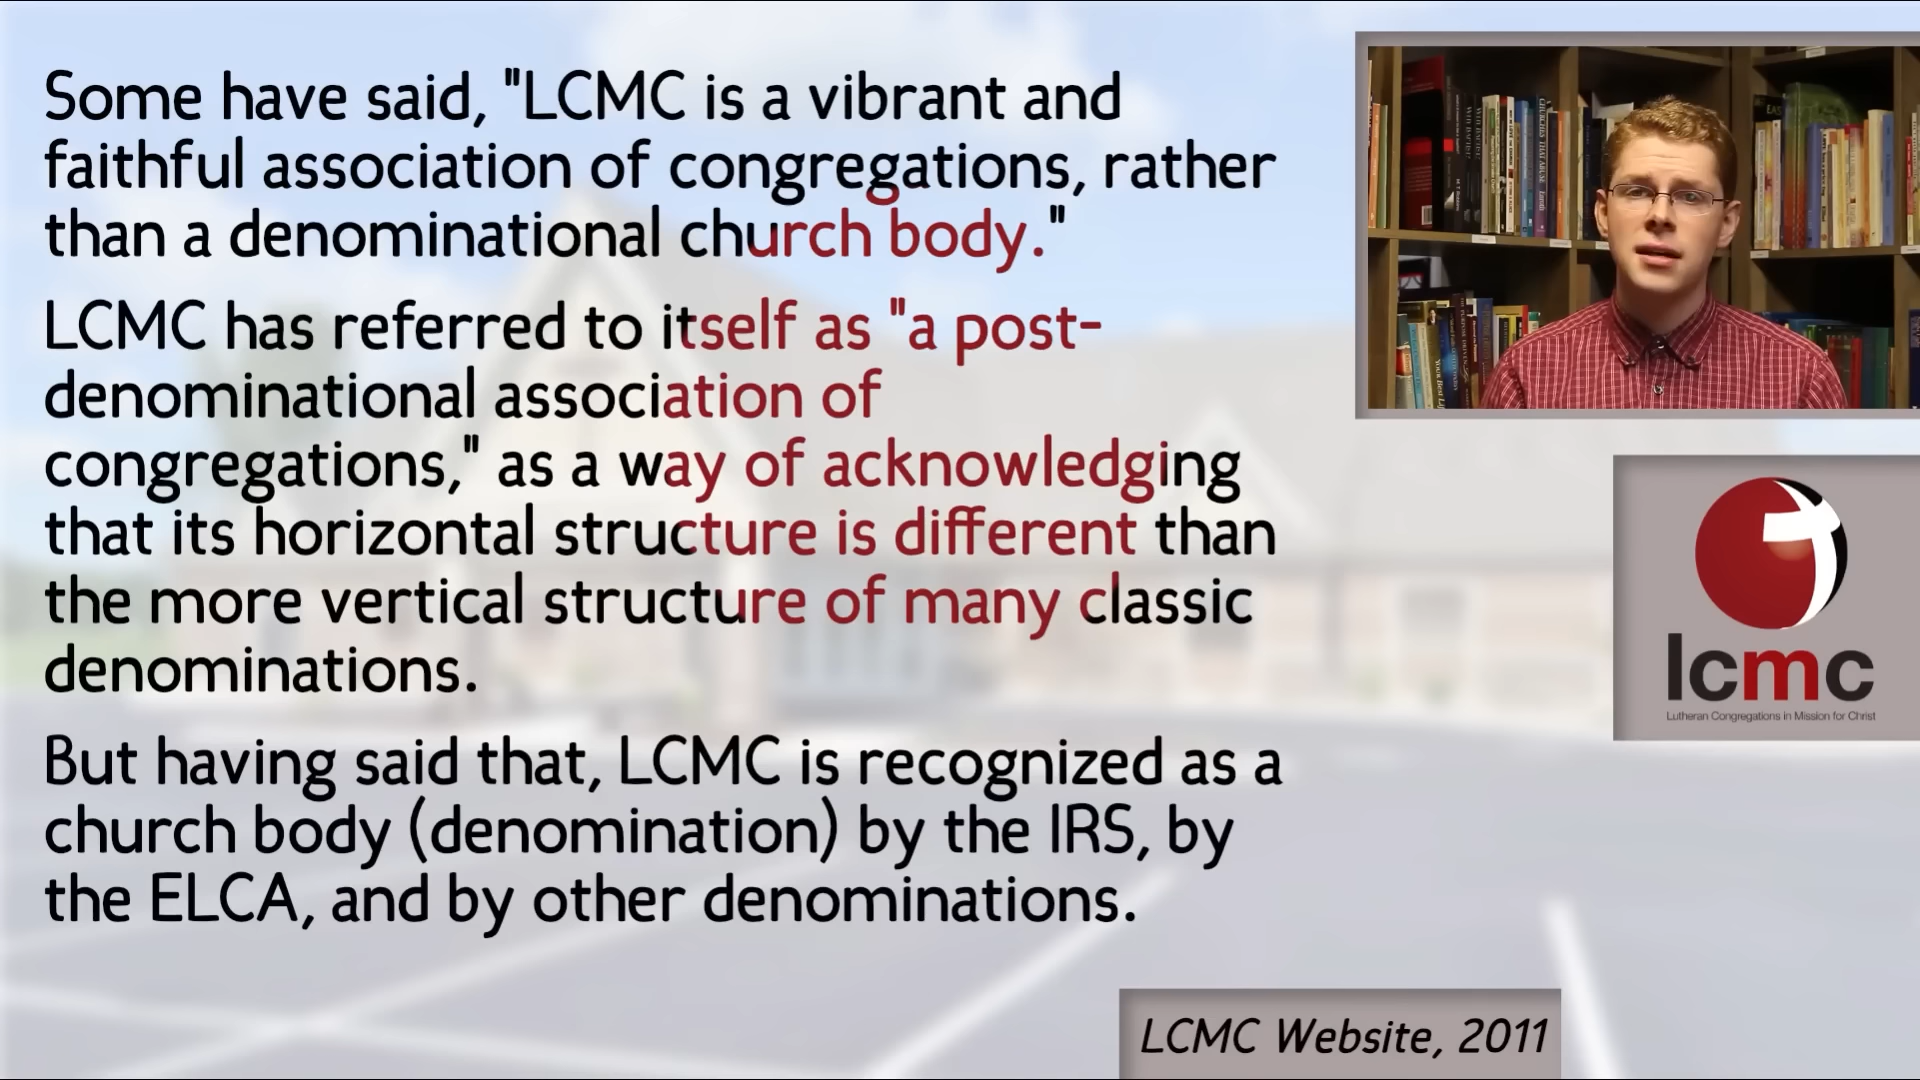 Some have said, "LCMC is a vibrant and
faithful association of congregations, rather
than a denominational church body."
LCMC has referred to itself as "a post-
denominational association of
congregations," as a way of acknowledging
that its horizontal structure is different than
the more vertical structure of many classic
denominations.
But having said that, LCMC is recognized as a
church body (denomination) by the IRS, by
the ELCA, and by other denominations.
lcmc
Lutheran Congregations in Mission for Christ
LCMC Website, 2011